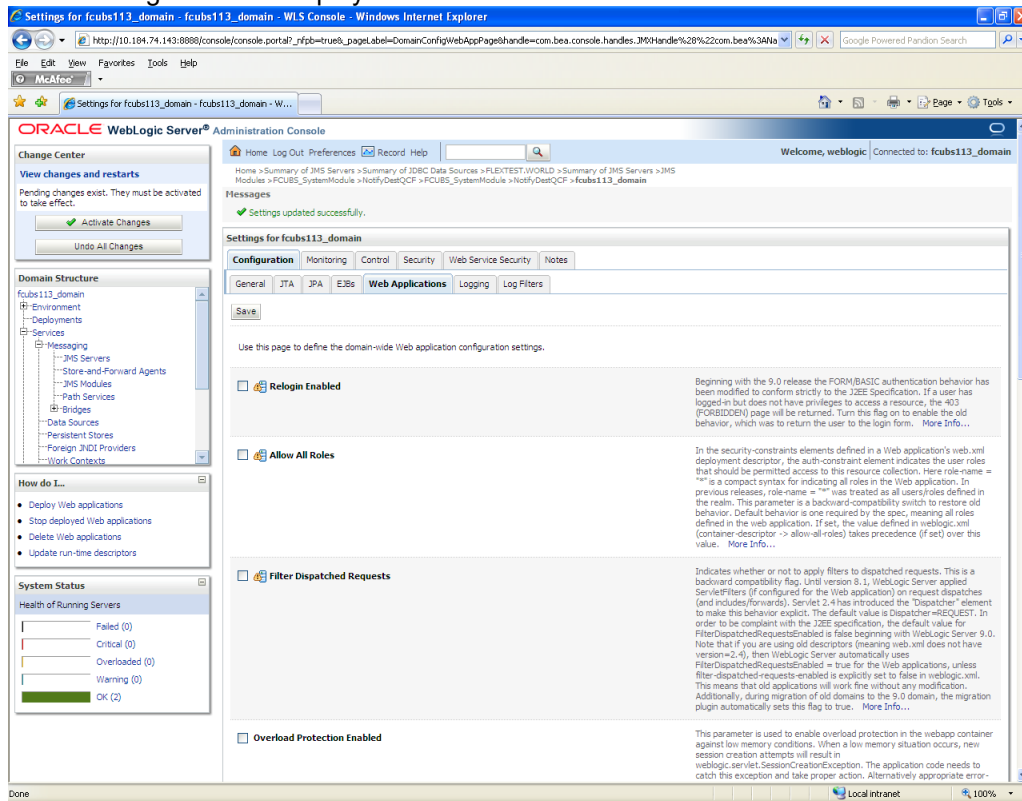 Settings for fcubs113_domain - fcubs113_domain - WLS Console - Windows Internet Explorer
http://10.184.74.143:8888/console/console.portal?_nfpb=true&_pageLabel=DomainConfigWebAppPage&handle=com.bea.console.handles.JMXHandle%28%22com.bea%3ANa
Google Powered Pandion Search
File Edit View Favorites Tools Help
McAfee
Settings for fcubs113_domain - fcubs113_domain - W...
Page Tools
ORACLE WebLogic Server® Administration Console
Change Center
View changes and restarts
Pending changes exist. They must be activated
to take effect.
Activate Changes
Undo All Changes
Domain Structure
fcubs113_domain
Environment
Deployments
Services
Messaging
JMS Servers
Store-and-Forward Agents
JMS Modules
Path Services
Bridges
Data Sources
Persistent Stores
Foreign JNDI Providers
Work Contexts
How do I...
Deploy Web applications
Stop deployed Web applications
Delete Web applications
Update run-time descriptors
System Status
Health of Running Servers
Failed (0)
Critical (0)
Overloaded (0)
Warning (0)
OK (2)
Home Log Out Preferences Record Help
Welcome, weblogic Connected to: fcubs113_domain
Home >Summary of JMS Servers >Summary of JDBC Data Sources >FLEXTEST.WORLD >Summary of JMS Servers >JMS
Modules >FCUBS_SystemModule >NotifyDestQCF >FCUBS_SystemModule >NotifyDestQCF >fcubs113_domain
Messages
Settings updated successfully.
Settings for fcubs113_domain
Configuration Monitoring Control Security Web Service Security Notes
General JTA JPA EJBs Web Applications Logging Log Filters
Save
Use this page to define the domain-wide Web application configuration settings.
Relogin Enabled
Beginning with the 9.0 release the FORM/BASIC authentication behavior has
been modified to conform strictly to the J2EE Specification. If a user has
logged-in but does not have privileges to access a resource, the 403
(FORBIDDEN) page will be returned. Turn this flag on to enable the old
behavior, which was to return the user to the login form. More Info...
Allow All Roles
In the security-constraints elements defined in a Web application's web.xml
deployment descriptor, the auth-constraint element indicates the user roles
that should be permitted access to this resource collection. Here role-name =
"*" is a compact syntax for indicating all roles in the Web application. In
previous releases, role-name = "*" was treated as all users/roles defined in
the realm. This parameter is a backward-compatibility switch to restore old
behavior. Default behavior is one required by the spec, meaning all roles
defined in the web application. If set, the value defined in weblogic.xml
(container-descriptor -> allow-all-roles) takes precedence (if set) over this
value. More Info...
Filter Dispatched Requests
Indicates whether or not to apply filters to dispatched requests. This is a
backward compatibility flag. Until version 8.1, WebLogic Server applied
ServletFilters (if configured for the Web application) on request dispatches
(and includes/forwards). Servlet 2.4 has introduced the "Dispatcher" element
to make this behavior explicit. The default value is Dispatcher=REQUEST. In
order to be complaint with the J2EE specification, the default value for
FilterDispatchedRequestsEnabled is false beginning with WebLogic Server 9.0.
Note that if you are using old descriptors (meaning web.xml does not have
version=2.4), then WebLogic Server automatically uses
FilterDispatchedRequestsEnabled = true for the Web applications, unless
filter-dispatched-requests-enabled is explicitly set to false in weblogic.xml.
This means that old applications will work fine without any modification.
Additionally, during migration of old domains to the 9.0 domain, the migration
plugin automatically sets this flag to true. More Info...
Overload Protection Enabled
This parameter is used to enable overload protection in the webapp container
against low memory conditions. When a low memory situation occurs, new
session creation attempts will result in
weblogic.servlet.SessionCreationException. The application code needs to
catch this exception and take proper action. Alternatively appropriate error-
Done
Local intranet
100%